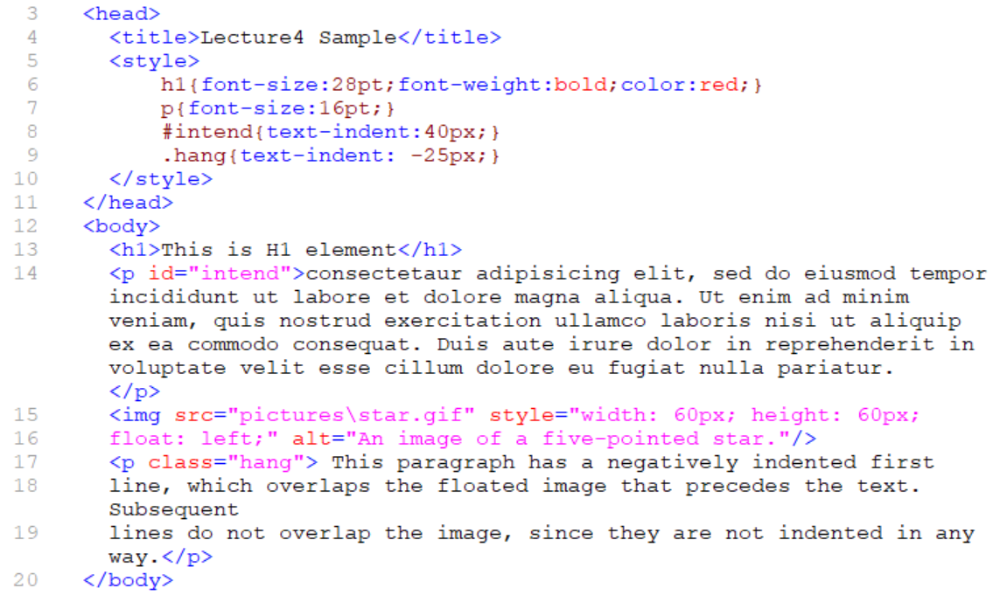 3 <head>
4 <title>Lecture4 Sample</title>
5 <style>
6 h1{font-size:28pt;font-weight:bold;color:red;}
7 p{font-size:16pt;}
8 #intend{text-indent:40px;}
9 .hang{text-indent: -25px;}
10 </style>
11 </head>
12 <body>
13 <h1>This is H1 element</h1>
14 <p id="intend">consectetaur adipisicing elit, sed do eiusmod tempor
incididunt ut labore et dolore magna aliqua. Ut enim ad minim
veniam, quis nostrud exercitation ullamco laboris nisi ut aliquip
ex ea commodo consequat. Duis aute irure dolor in reprehenderit in
voluptate velit esse cillum dolore eu fugiat nulla pariatur.
</p>
15 <img src="pictures\star.gif" style="width: 60px; height: 60px;
16 float: left;" alt="An image of a five-pointed star."/>
17 <p class="hang"> This paragraph has a negatively indented first
18 line, which overlaps the floated image that precedes the text.
Subsequent
19 lines do not overlap the image, since they are not indented in any
way.</p>
20 </body>